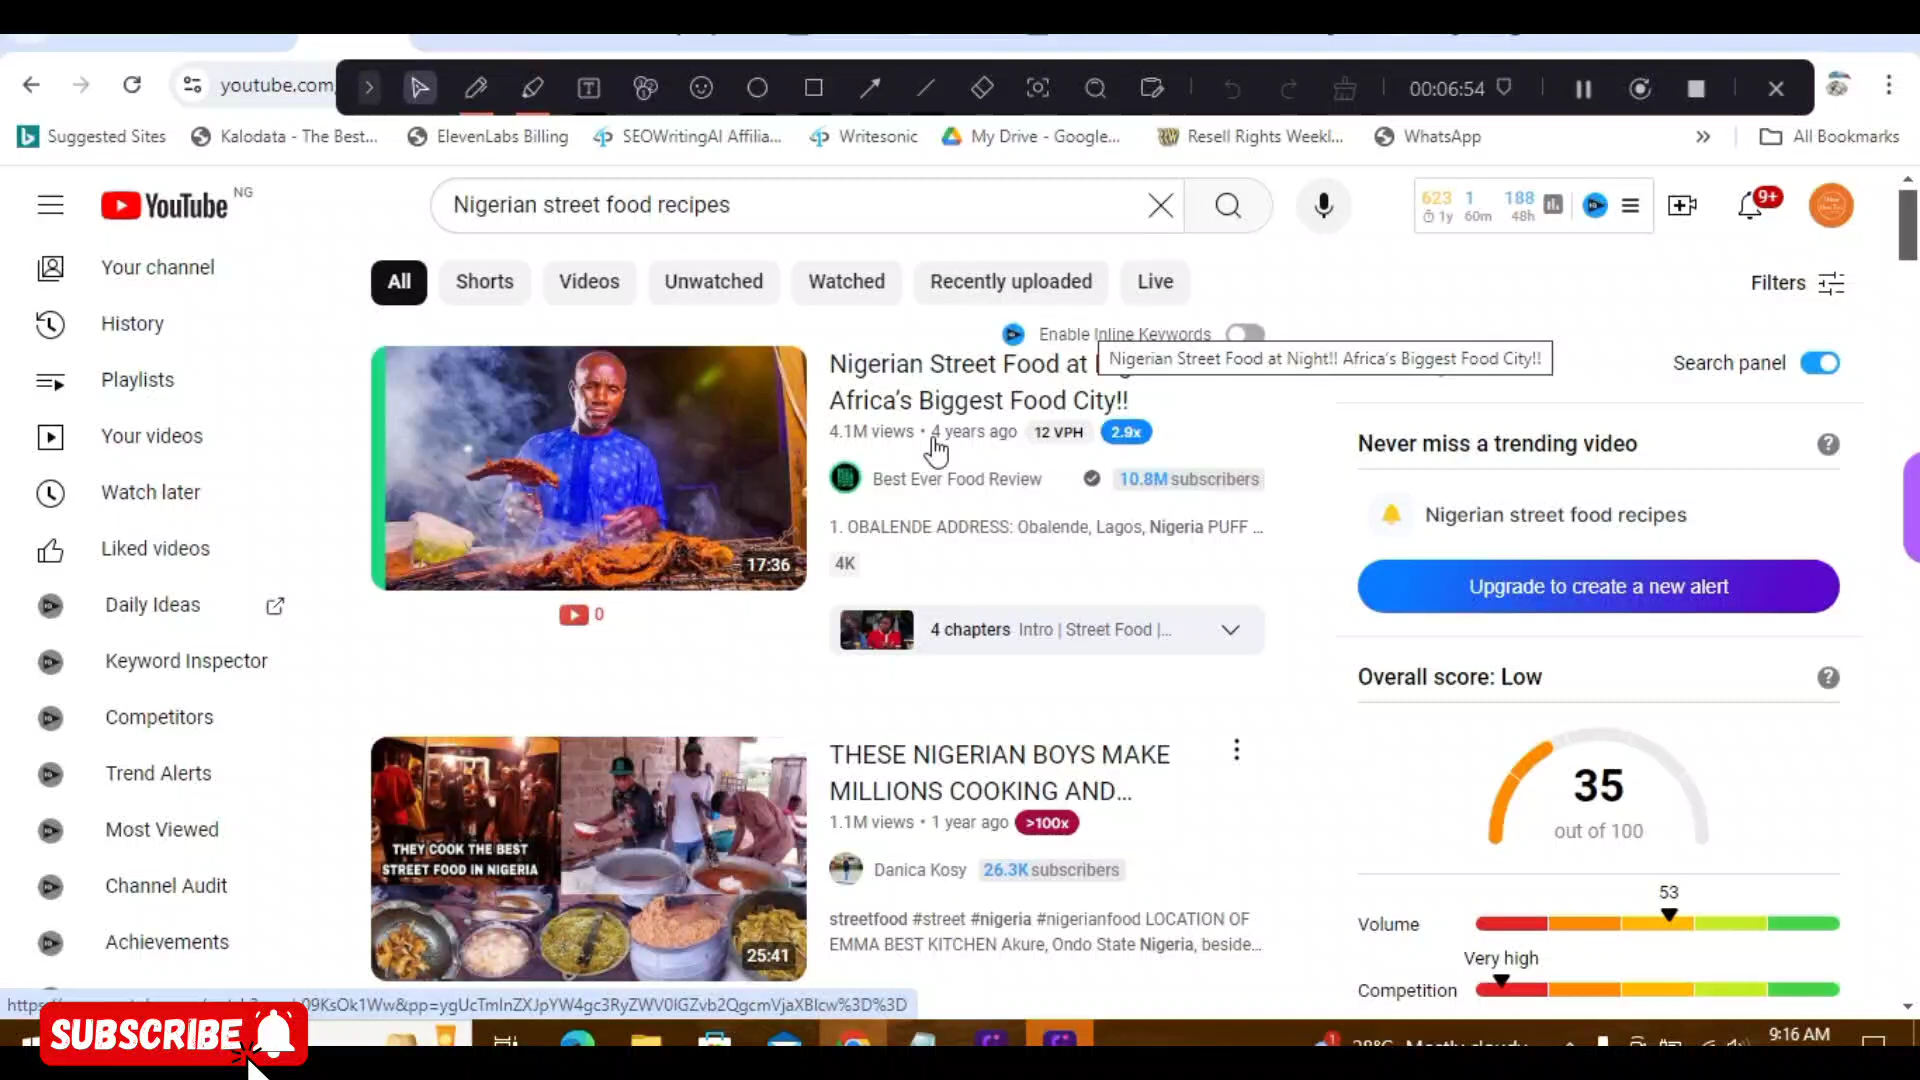 youtube.com
00:06:54
Suggested Sites
Kalodata - The Best...
ElevenLabs Billing
SEOWritingAI Affilia...
Writesonic
My Drive - Google...
Resell Rights Weekl...
WhatsApp
All Bookmarks
YouTube NG
Nigerian street food recipes
623 1 188
1y 60m 48h
9+
Your channel
History
Playlists
Your videos
Watch later
Liked videos
Daily Ideas
Keyword Inspector
Competitors
Trend Alerts
Most Viewed
Channel Audit
Achievements
All Shorts Videos Unwatched Watched Recently uploaded Live
Filters
Enable Inline Keywords
Nigerian Street Food at
Nigerian Street Food at Night!! Africa's Biggest Food City!!
Africa's Biggest Food City!!
4.1M views • 4 years ago 12 VPH 2.9x
Best Ever Food Review 10.8M subscribers
1. OBALENDE ADDRESS: Obalende, Lagos, Nigeria PUFF ...
4K
17:36
0
4 chapters Intro | Street Food |...
THESE NIGERIAN BOYS MAKE
MILLIONS COOKING AND...
1.1M views • 1 year ago >100x
Danica Kosy 26.3K subscribers
streetfood #street #nigeria #nigerianfood LOCATION OF
EMMA BEST KITCHEN Akure, Ondo State Nigeria, beside...
THEY COOK THE BEST
STREET FOOD IN NIGERIA
25:41
Search panel
Never miss a trending video
Nigerian street food recipes
Upgrade to create a new alert
Overall score: Low
35
out of 100
53
Volume
Very high
Competition
SUBSCRIBE
9:16 AM